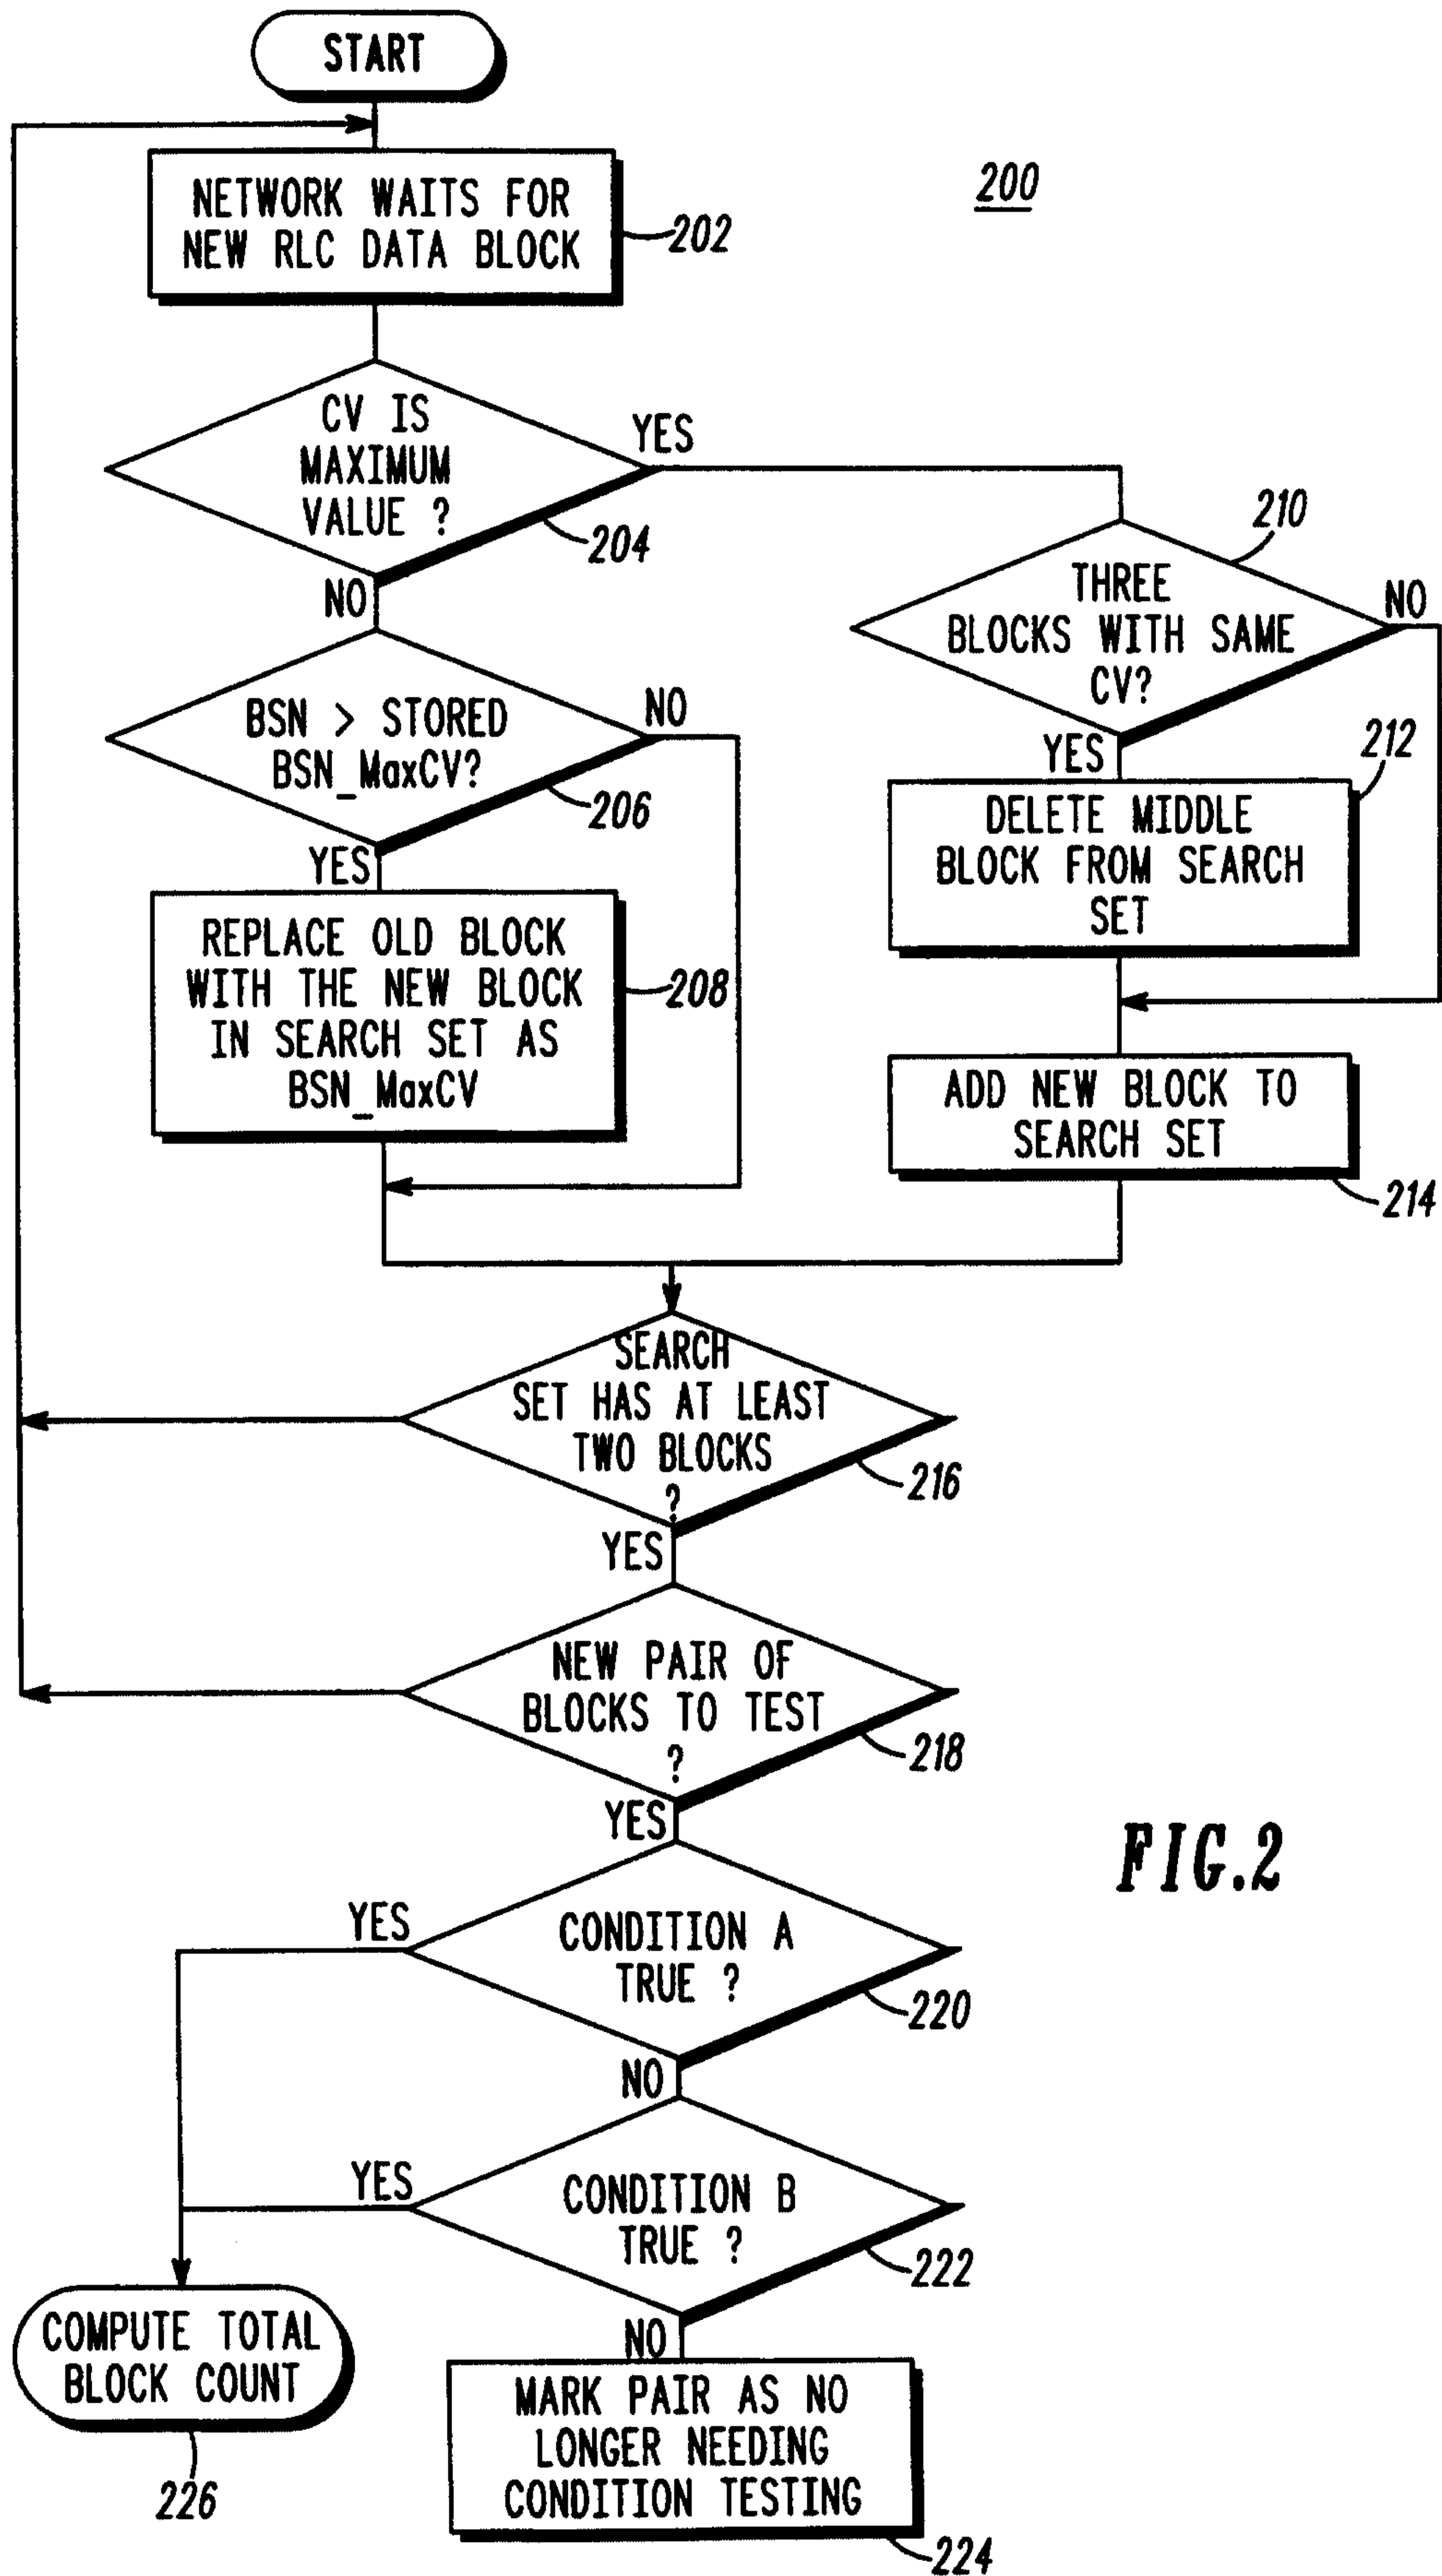 START
NETWORK WAITS FOR
NEW RLC DATA BLOCK
202
200
CV IS
MAXIMUM
VALUE ?
YES
204
NO
210
THREE
BLOCKS WITH SAME
CV?
NO
YES
BSN > STORED
BSN_MaxCV?
NO
206
YES
212
DELETE MIDDLE
BLOCK FROM SEARCH
SET
REPLACE OLD BLOCK
WITH THE NEW BLOCK
IN SEARCH SET AS
BSN_MaxCV
208
ADD NEW BLOCK TO
SEARCH SET
214
SEARCH
SET HAS AT LEAST
TWO BLOCKS
?
216
YES
NEW PAIR OF
BLOCKS TO TEST
?
218
YES
FIG.2
YES
CONDITION A
TRUE ?
220
NO
YES
CONDITION B
TRUE ?
222
NO
COMPUTE TOTAL
BLOCK COUNT
226
MARK PAIR AS NO
LONGER NEEDING
CONDITION TESTING
224